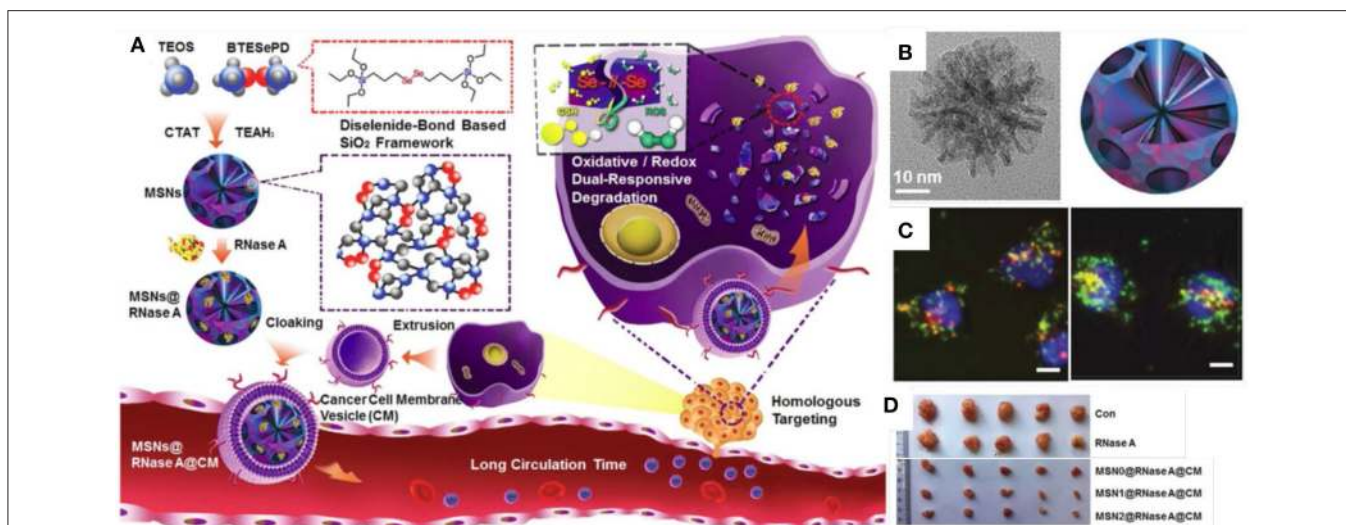 A
TEOS
BTESePD
Diselenide-Bond Based
SiO₂ Framework
CTAT
TEAH₃
MSNs
RNase A
MSNs@
RNase A
Cloaking
Extrusion
Cancer Cell Membrane
Vesicle (CM)
MSNs@
RNase A@CM
Long Circulation Time
Homologous
Targeting
Se-//-Se
GSH
ROS
Oxidative / Redox
Dual-Responsive
Degradation
B
10 nm
C
D
Con
RNase A
MSN0@RNase A@CM
MSN1@RNase A@CM
MSN2@RNase A@CM